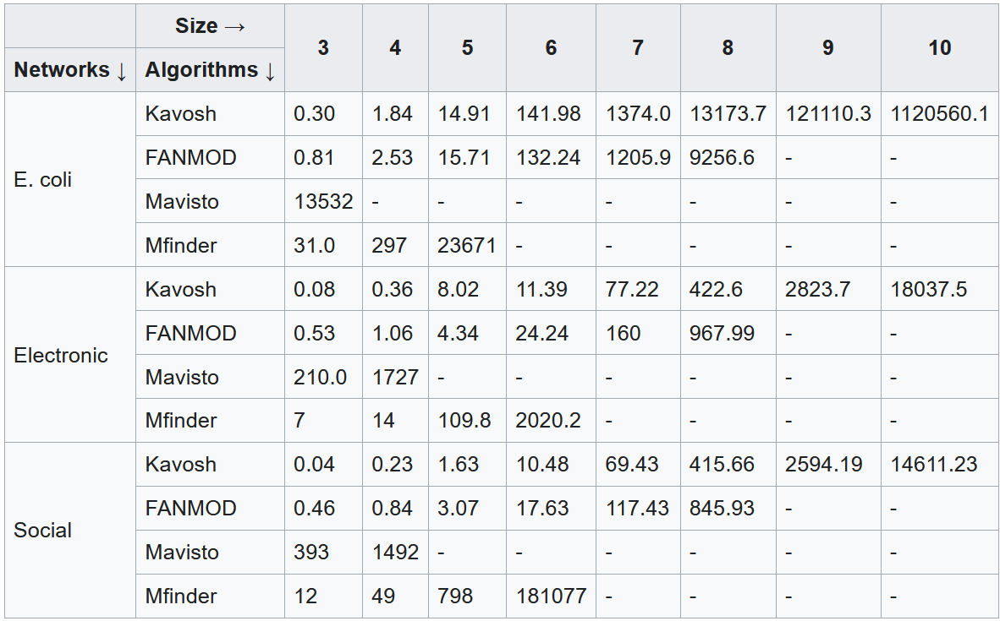 Size → 3 4 5 6 7 8 9 10
Networks ↓ Algorithms ↓
E. coli Kavosh 0.30 1.84 14.91 141.98 1374.0 13173.7 121110.3 1120560.1
FANMOD 0.81 2.53 15.71 132.24 1205.9 9256.6 - -
Mavisto 13532 - - - - - - -
Mfinder 31.0 297 23671 - - - - -
Electronic Kavosh 0.08 0.36 8.02 11.39 77.22 422.6 2823.7 18037.5
FANMOD 0.53 1.06 4.34 24.24 160 967.99 - -
Mavisto 210.0 1727 - - - - - -
Mfinder 7 14 109.8 2020.2 - - - -
Social Kavosh 0.04 0.23 1.63 10.48 69.43 415.66 2594.19 14611.23
FANMOD 0.46 0.84 3.07 17.63 117.43 845.93 - -
Mavisto 393 1492 - - - - - -
Mfinder 12 49 798 181077 - - - -